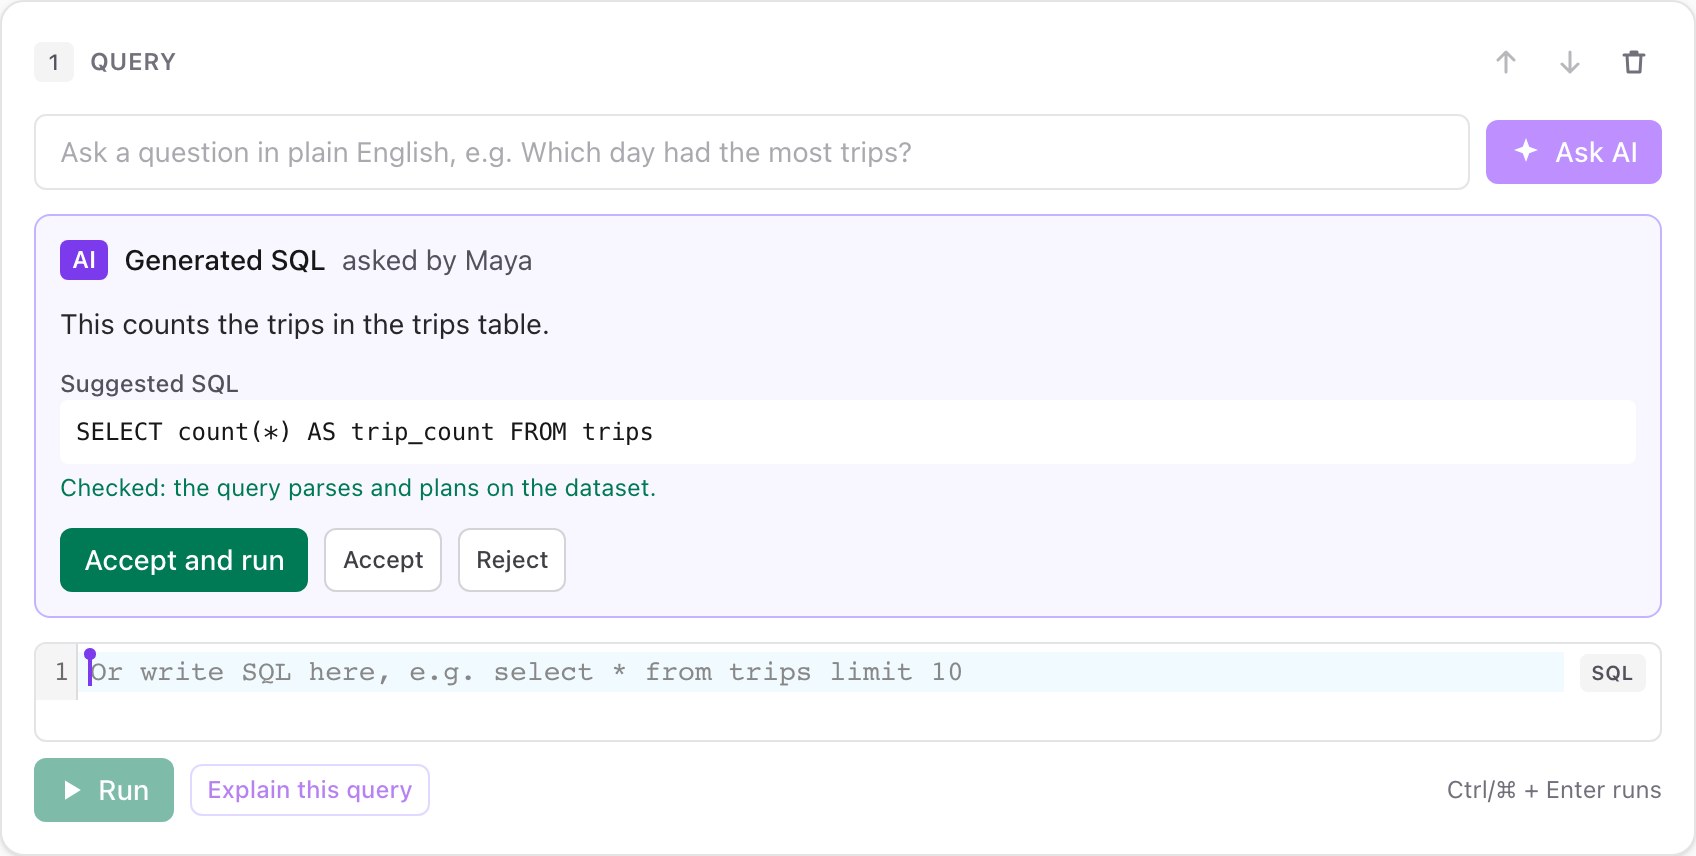 1 QUERY
Ask a question in plain English, e.g. Which day had the most trips?
Ask AI
AI Generated SQL asked by Maya
This counts the trips in the trips table.
Suggested SQL
SELECT count(*) AS trip_count FROM trips
Checked: the query parses and plans on the dataset.
Accept and run Accept Reject
1 Or write SQL here, e.g. select * from trips limit 10 SQL
Run Explain this query Ctrl/⌘ + Enter runs